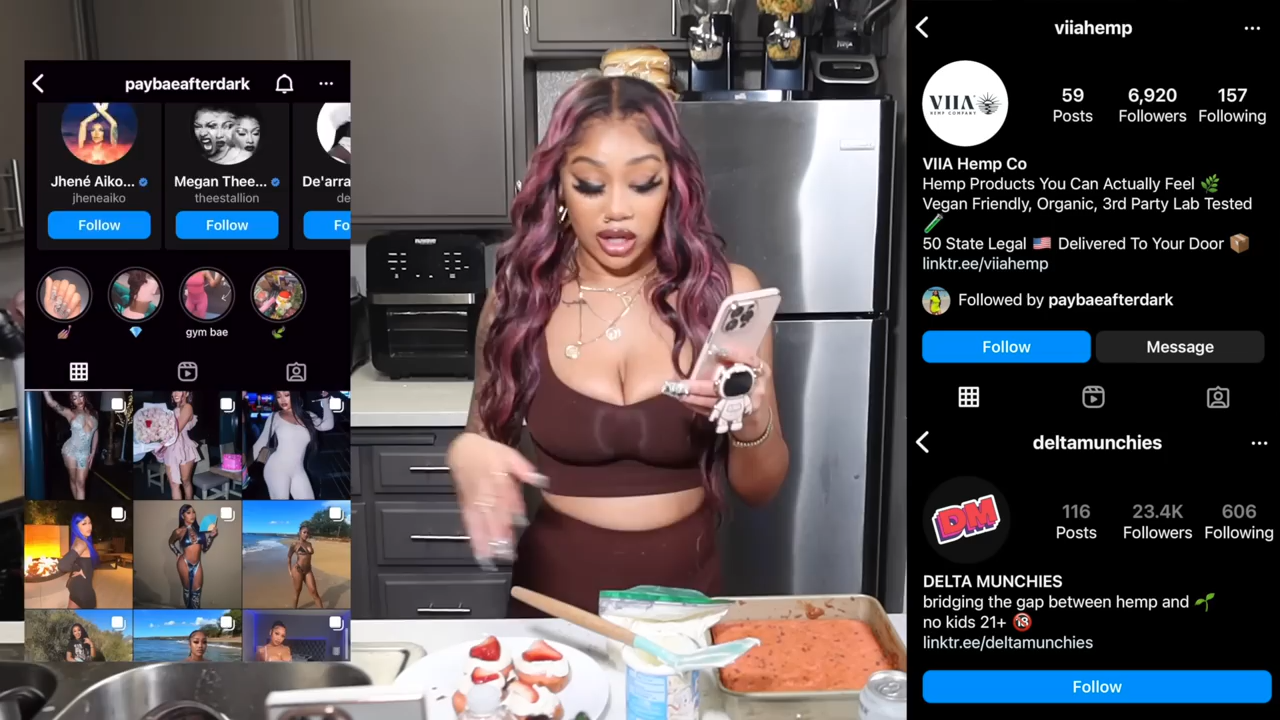 paybaeafterdark
Jhené Aiko...
jheneaiko
Follow
Megan Thee...
theestallion
Follow
De'arra
de
Fo
gym bae
viiahemp
VIIA
HEMP COMPANY
59
Posts
6,920
Followers
157
Following
VIIA Hemp Co
Hemp Products You Can Actually Feel 🌿
Vegan Friendly, Organic, 3rd Party Lab Tested
🧪
50 State Legal 🇺🇸 Delivered To Your Door 📦
linktr.ee/viiahemp
Followed by paybaeafterdark
Follow
Message
deltamunchies
DM
116
Posts
23.4K
Followers
606
Following
DELTA MUNCHIES
bridging the gap between hemp and 🌱
no kids 21+ 🔞
linktr.ee/deltamunchies
Follow